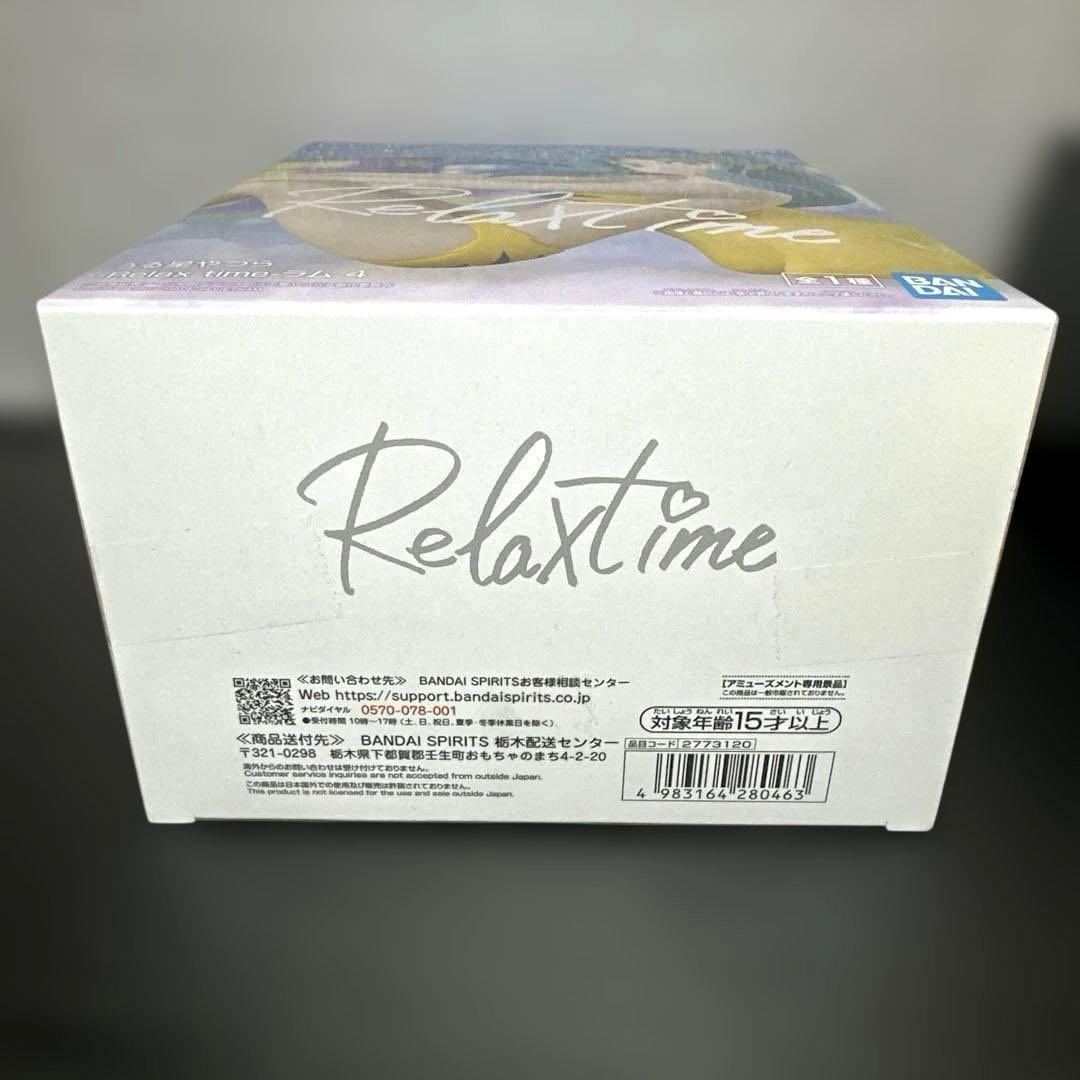 Relaxtime
うる星やつら
-Relax time-ラム 4
全1種
BAN
DAI
Relaxtime
≪お問い合わせ先≫ BANDAI SPIRITSお客様相談センター
Web https://support.bandaispirits.co.jp
ナビダイヤル 0570-078-001
●受付時間 10時～17時(土、日、祝日、夏季・冬季休業日を除く)
≪商品送付先≫ BANDAI SPIRITS 栃木配送センター
〒321-0298 栃木県下都賀郡壬生町おもちゃのまち4-2-20
海外からのお問い合わせは受け付けておりません。
Customer service inquiries are not accepted from outside Japan.
この商品は日本国外での使用及び販売は許諾されておりません。
This product is not licensed for the use and sale outside Japan.
【アミューズメント専用景品】
この商品は一般市販されておりません。
たいしょうねんれい さい いじょう
対象年齢15才以上
品目コード 2773120
4 983164 280463